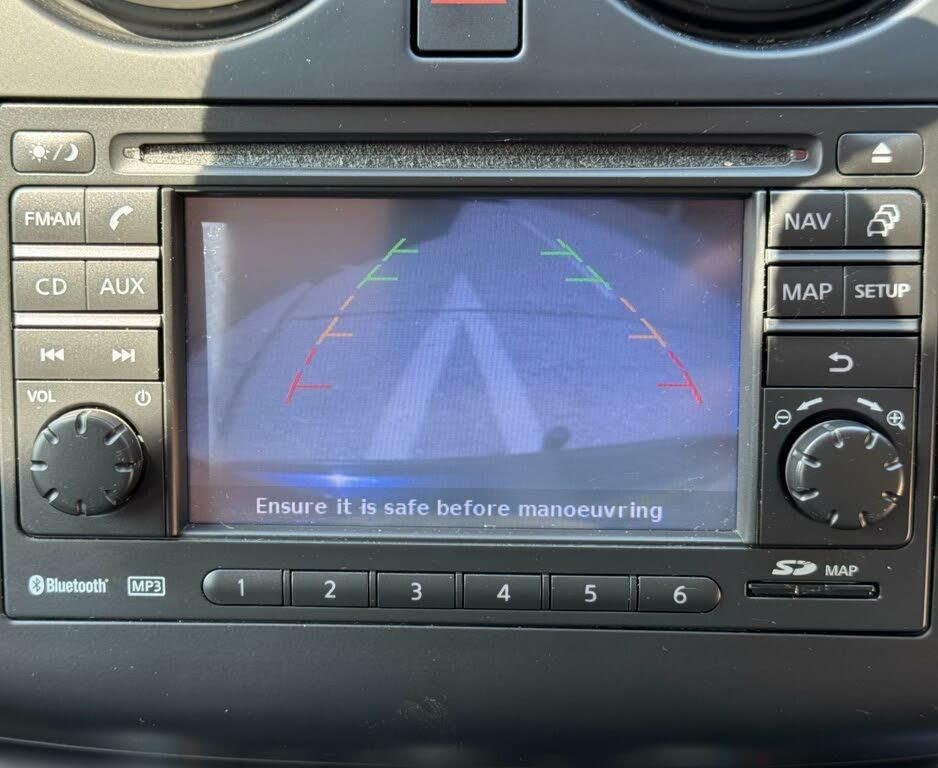 FM·AM
CD AUX
VOL
NAV
MAP SETUP
Ensure it is safe before manoeuvring
Bluetooth® MP3 1 2 3 4 5 6 SD MAP